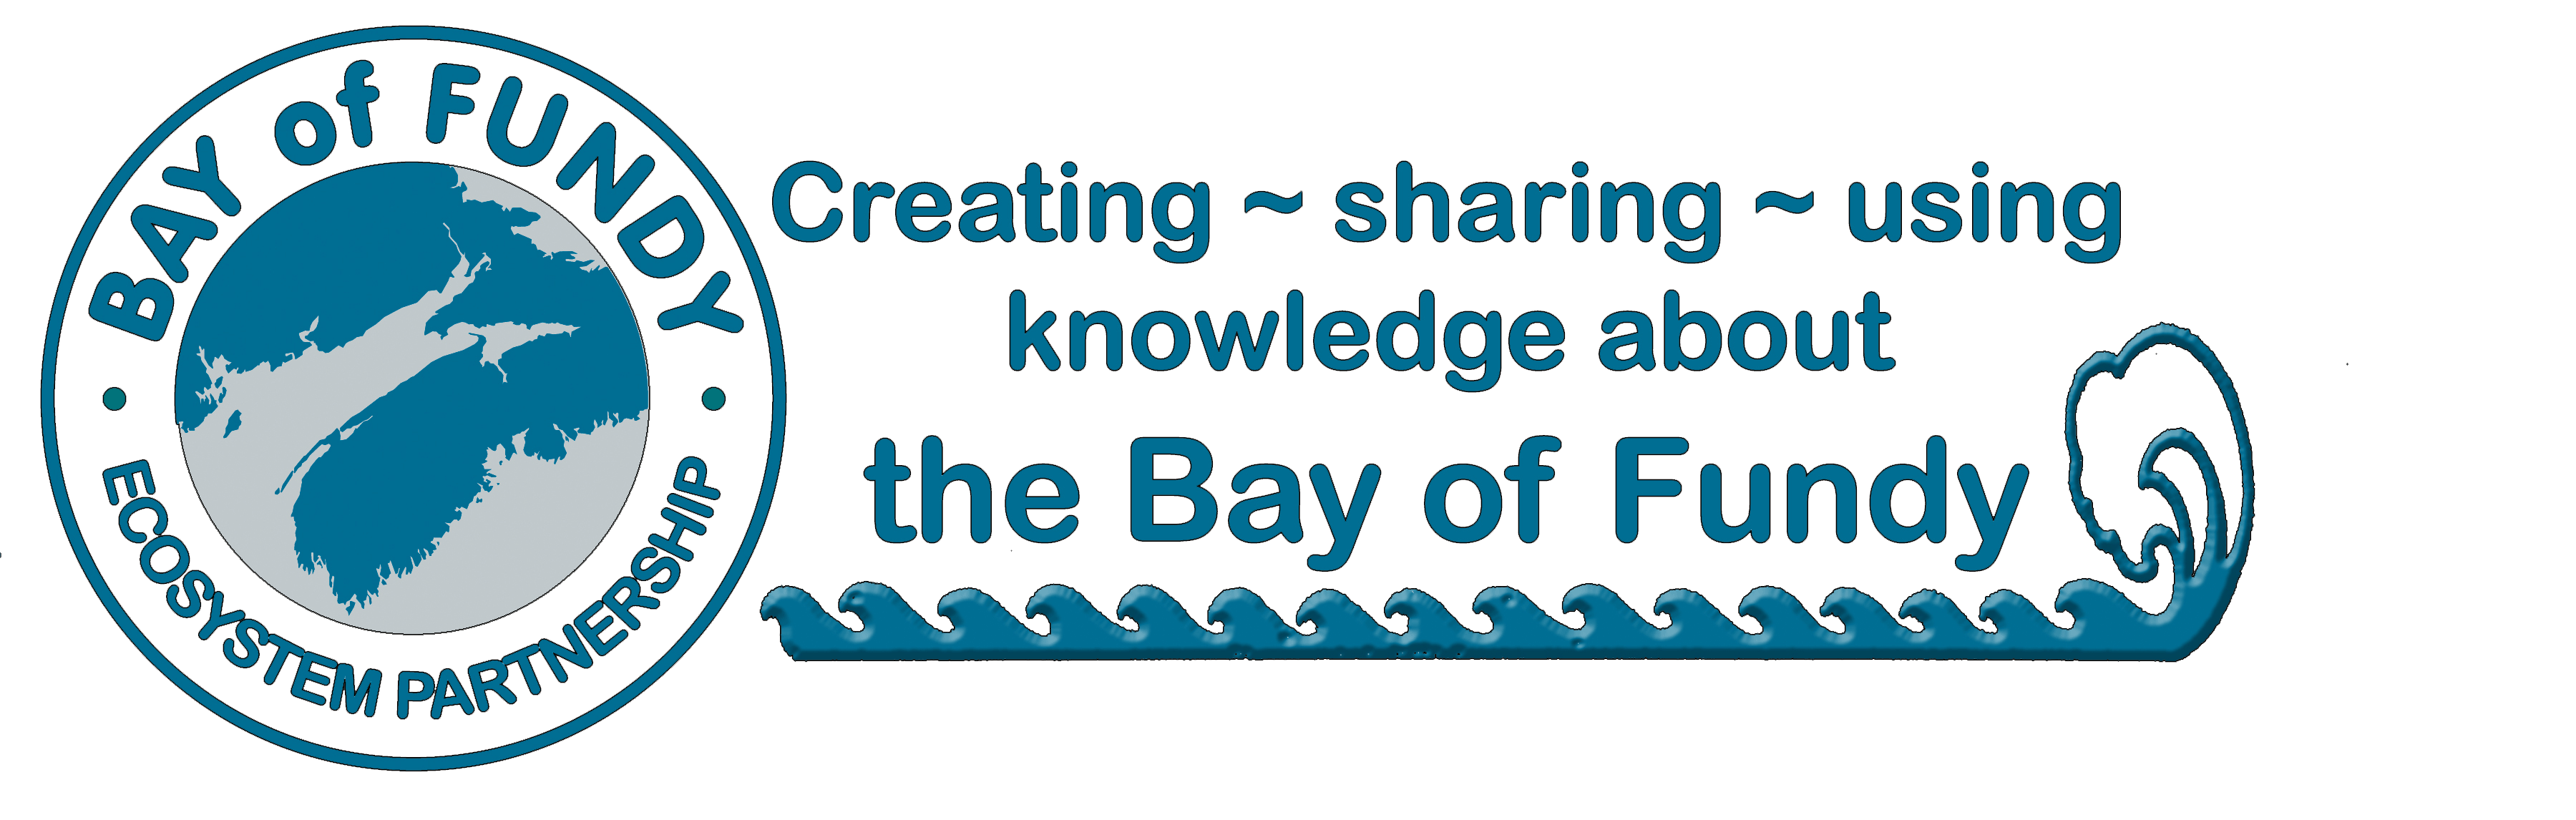 BAY of FUNDY
ECOSYSTEM PARTNERSHIP
Creating ~ sharing ~ using
knowledge about
the Bay of Fundy